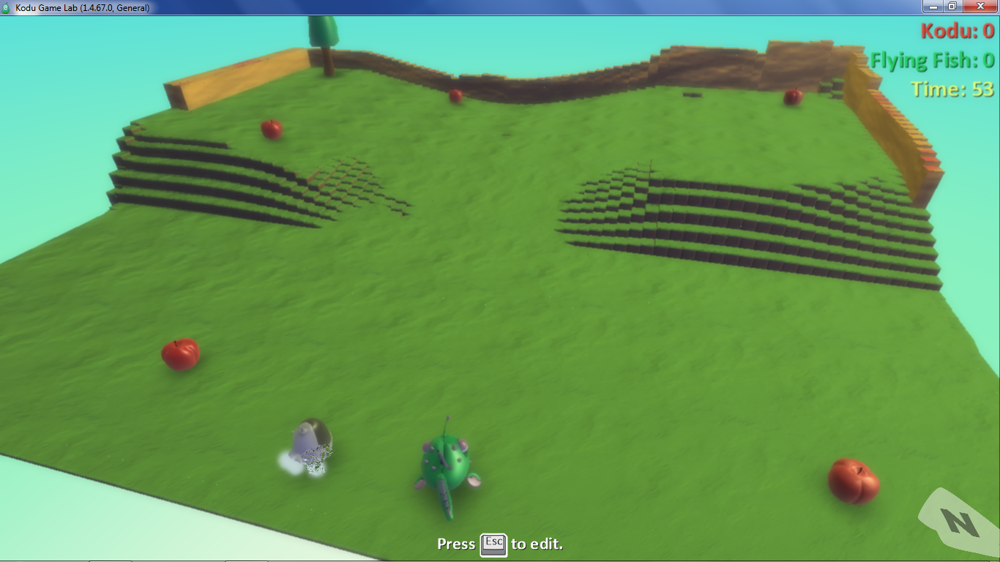 Kodu Game Lab (1.4.67.0, General)
Kodu: 0
Flying Fish: 0
Time: 53
N
Press Esc to edit.